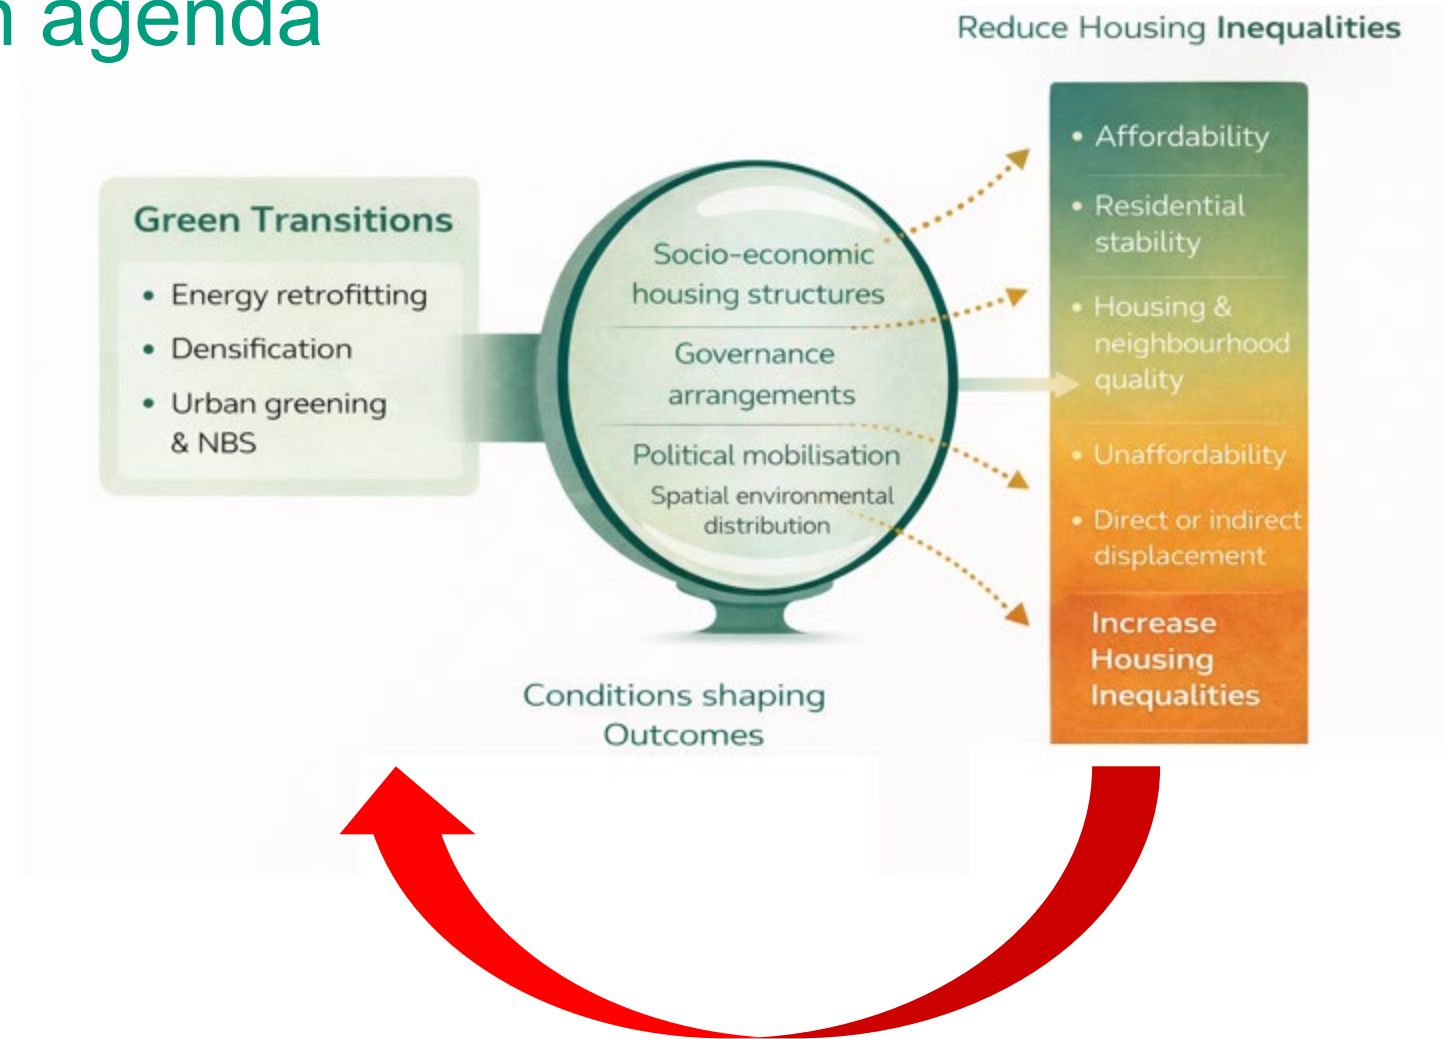 n agenda
Reduce Housing Inequalities
Green Transitions
• Energy retrofitting
• Densification
• Urban greening
& NBS
Socio-economic
housing structures
Governance
arrangements
Political mobilisation
Spatial environmental
distribution
Conditions shaping
Outcomes
• Affordability
• Residential
stability
• Housing &
neighbourhood
quality
• Unaffordability
• Direct or indirect
displacement
Increase
Housing
Inequalities